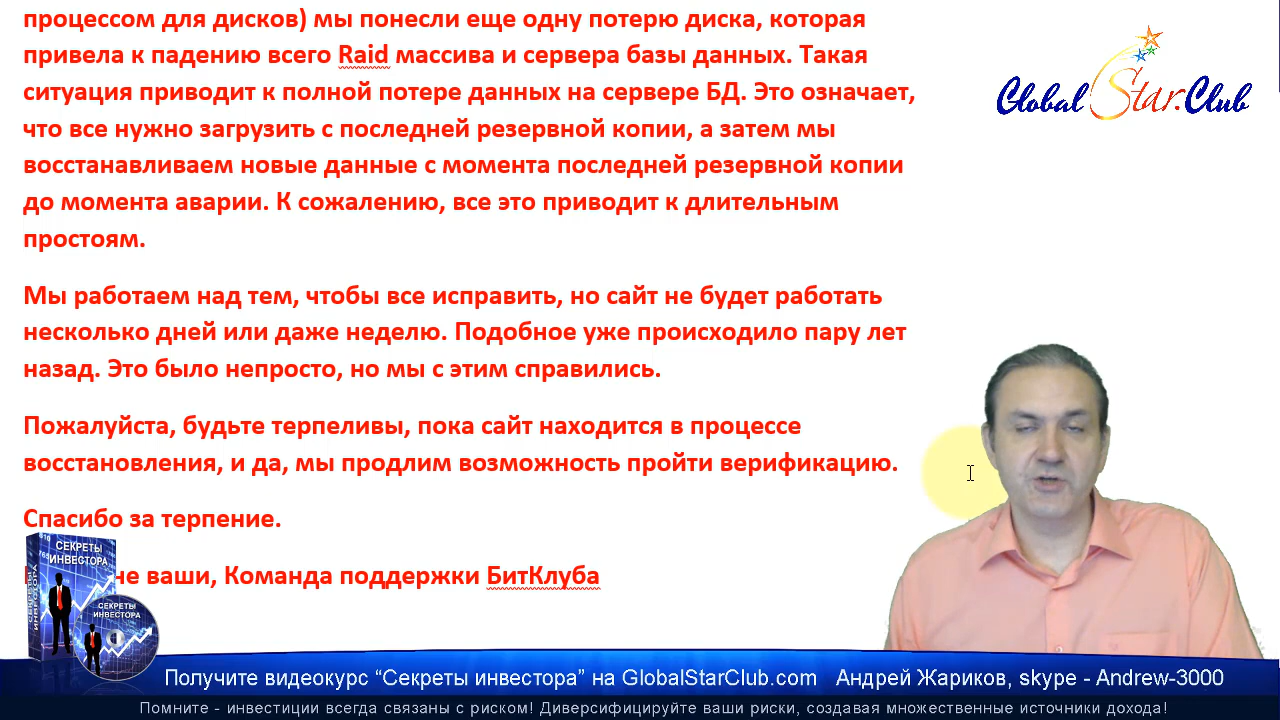 процессом для дисков) мы понесли еще одну потерю диска, которая
привела к падению всего Raid массива и сервера базы данных. Такая
ситуация приводит к полной потере данных на сервере БД. Это означает,
что все нужно загрузить с последней резервной копии, а затем мы
восстанавливаем новые данные с момента последней резервной копии
до момента аварии. К сожалению, все это приводит к длительным
простоям.
Мы работаем над тем, чтобы все исправить, но сайт не будет работать
несколько дней или даже неделю. Подобное уже происходило пару лет
назад. Это было непросто, но мы с этим справились.
Пожалуйста, будьте терпеливы, пока сайт находится в процессе
восстановления, и да, мы продлим возможность пройти верификацию.
Спасибо за терпение.
не ваши, Команда поддержки БитКлуба
Global Star.Club
СЕКРЕТЫ
ИНВЕСТОРА
СЕКРЕТЫ
ИНВЕСТОРА
СЕКРЕТЫ
ИНВЕСТОРА
Получите видеокурс “Секреты инвестора” на GlobalStarClub.com Андрей Жариков, skype - Andrew-3000
Помните - инвестиции всегда связаны с риском! Диверсифицируйте ваши риски, создавая множественные источники дохода!